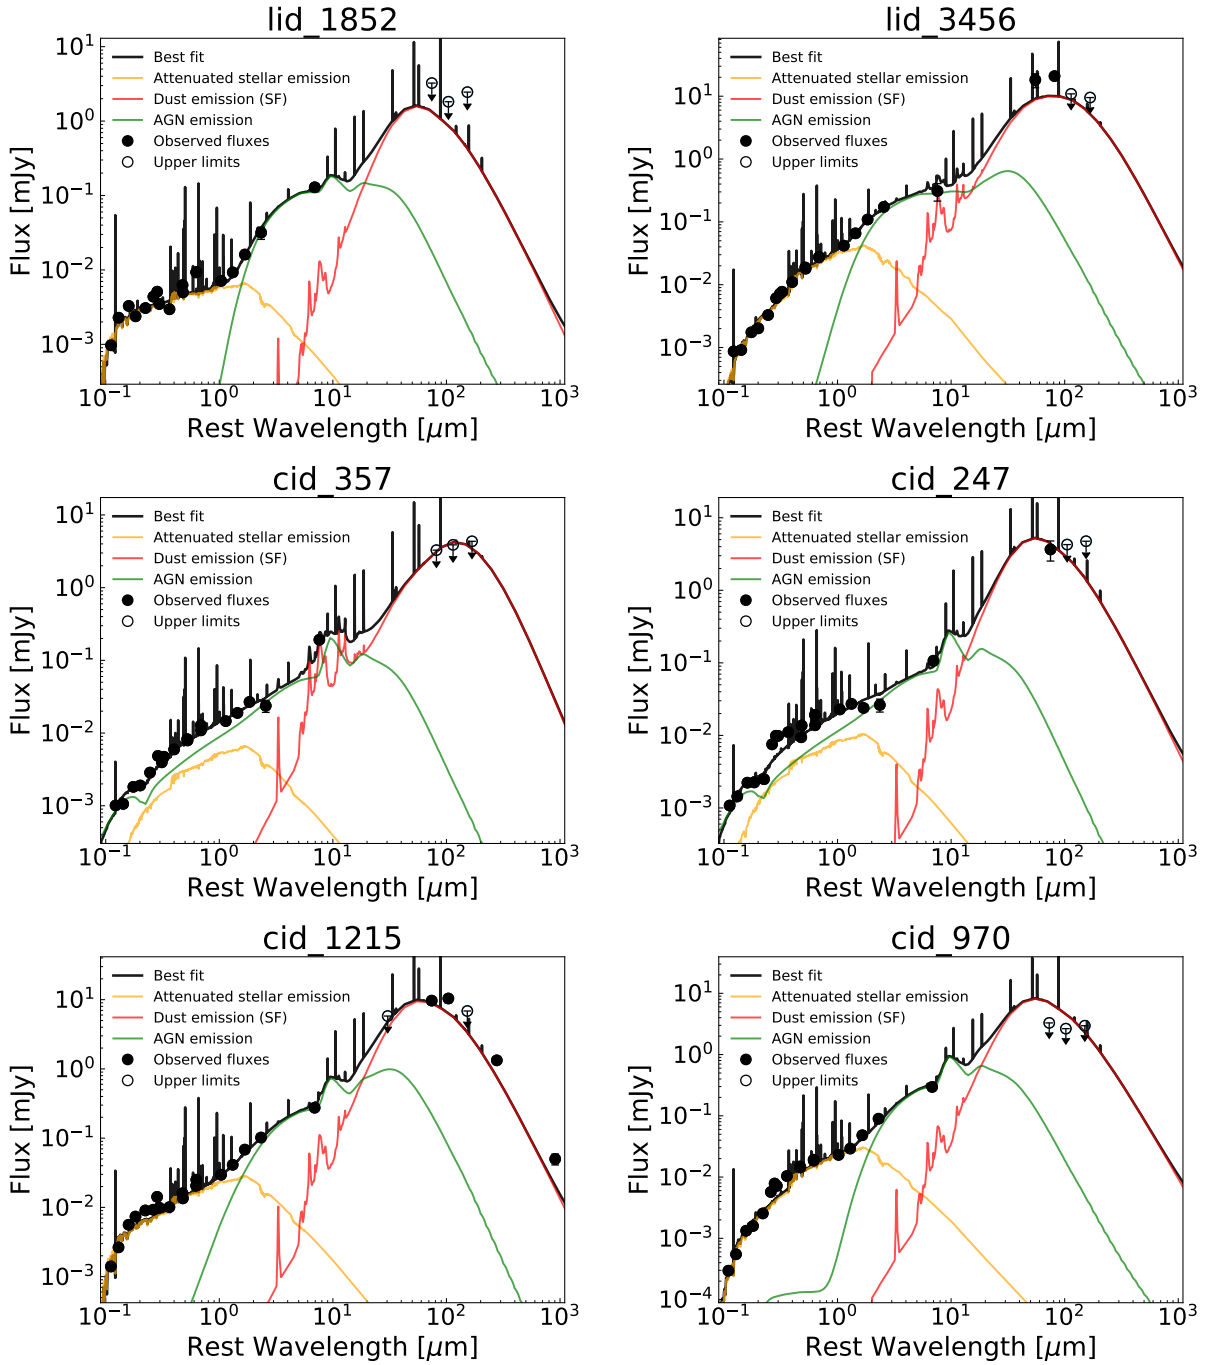 lid_1852
Flux [mJy]
10^1
10^0
10^-1
10^-2
10^-3
Best fit
Attenuated stellar emission
Dust emission (SF)
AGN emission
Observed fluxes
Upper limits
10^-1 10^0 10^1 10^2 10^3
Rest Wavelength [μm]
lid_3456
Flux [mJy]
10^1
10^0
10^-1
10^-2
10^-3
Best fit
Attenuated stellar emission
Dust emission (SF)
AGN emission
Observed fluxes
Upper limits
10^-1 10^0 10^1 10^2 10^3
Rest Wavelength [μm]
cid_357
Flux [mJy]
10^1
10^0
10^-1
10^-2
10^-3
Best fit
Attenuated stellar emission
Dust emission (SF)
AGN emission
Observed fluxes
Upper limits
10^-1 10^0 10^1 10^2 10^3
Rest Wavelength [μm]
cid_247
Flux [mJy]
10^1
10^0
10^-1
10^-2
10^-3
Best fit
Attenuated stellar emission
Dust emission (SF)
AGN emission
Observed fluxes
Upper limits
10^-1 10^0 10^1 10^2 10^3
Rest Wavelength [μm]
cid_1215
Flux [mJy]
10^1
10^0
10^-1
10^-2
10^-3
Best fit
Attenuated stellar emission
Dust emission (SF)
AGN emission
Observed fluxes
Upper limits
10^-1 10^0 10^1 10^2 10^3
Rest Wavelength [μm]
cid_970
Flux [mJy]
10^1
10^0
10^-1
10^-2
10^-3
10^-4
Best fit
Attenuated stellar emission
Dust emission (SF)
AGN emission
Observed fluxes
Upper limits
10^-1 10^0 10^1 10^2 10^3
Rest Wavelength [μm]